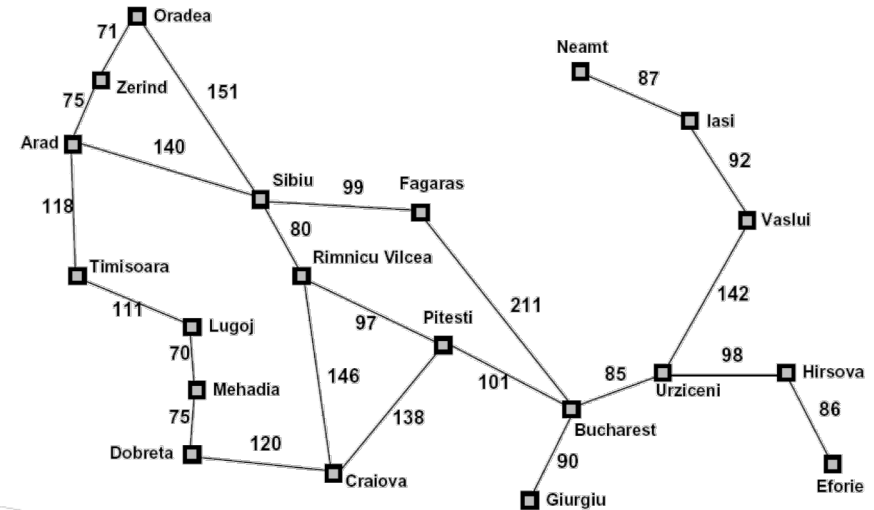 Oradea
71
Neamt
87
Zerind
151
75
Iasi
Arad
140
92
Sibiu
99
Fagaras
118
Vaslui
80
Timisoara
Rimnicu Vilcea
142
111
Lugoj
97
Pitesti
211
70
98
146
101
85
Hirsova
Mehadia
Urziceni
75
138
86
Bucharest
Dobreta
120
90
Craiova
Eforie
Giurgiu